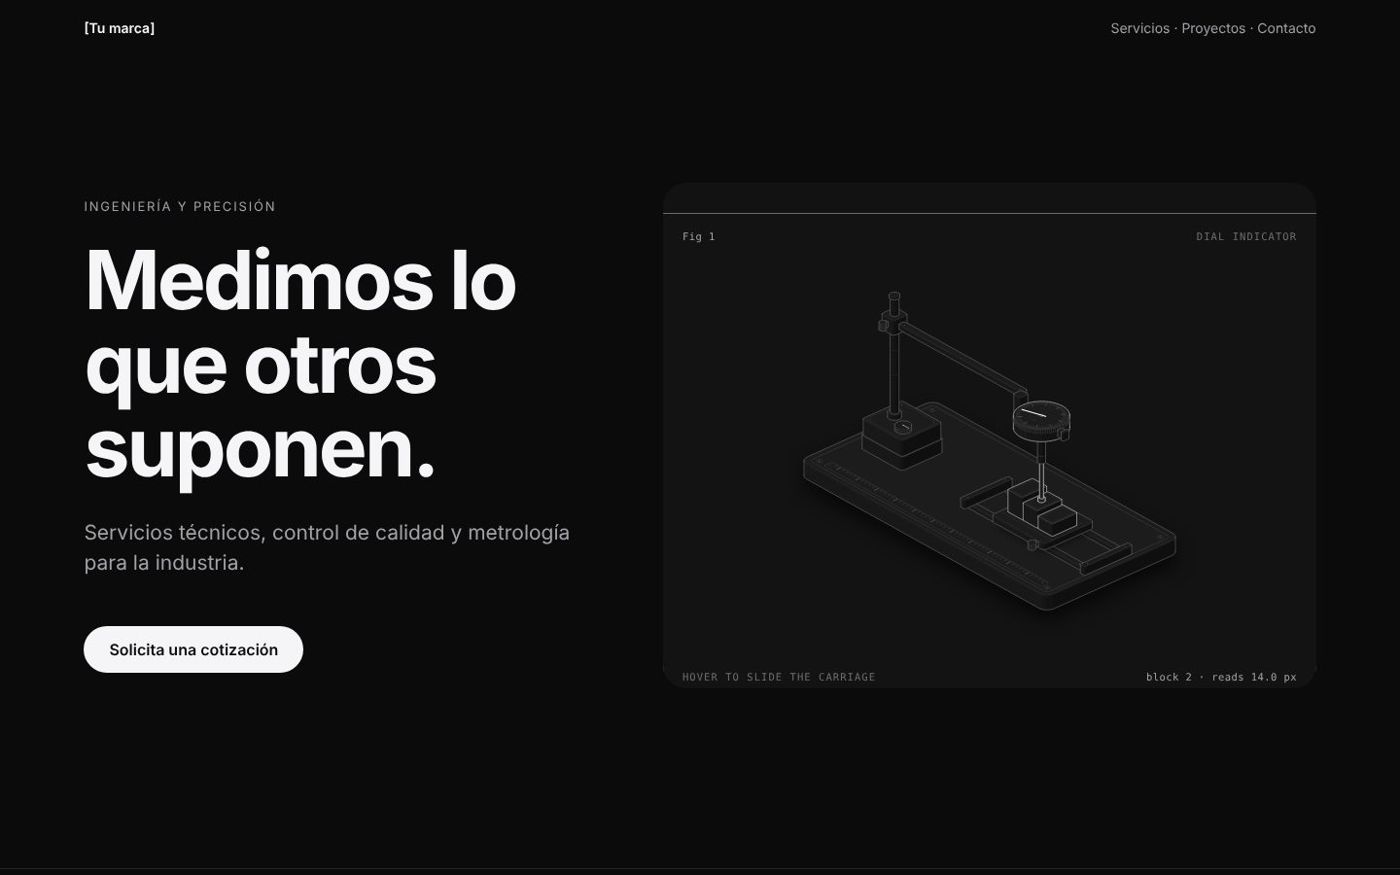 [Tu marca]
Servicios · Proyectos · Contacto
INGENIERÍA Y PRECISIÓN
Medimos lo
que otros
suponen.
Servicios técnicos, control de calidad y metrología
para la industria.
Solicita una cotización
Fig 1
DIAL INDICATOR
HOVER TO SLIDE THE CARRIAGE
block 2 · reads 14.0 px